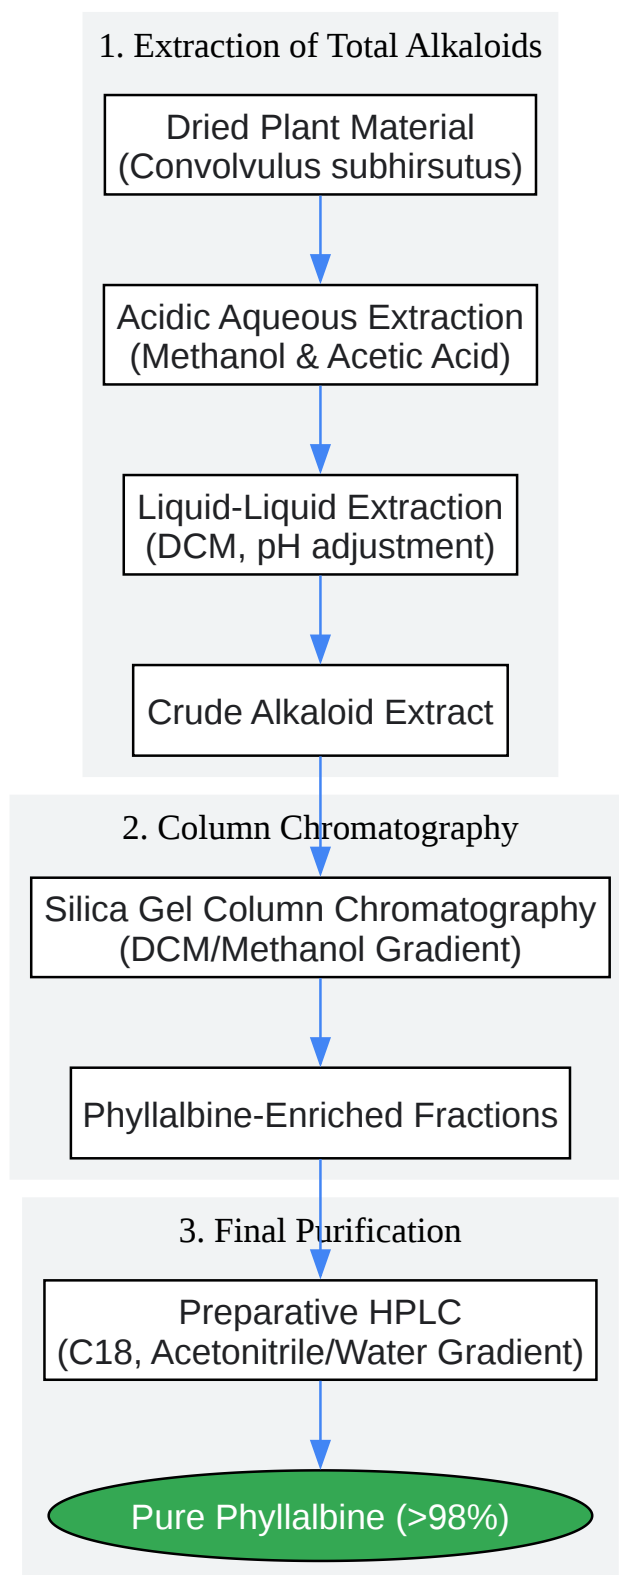 1. Extraction of Total Alkaloids
Dried Plant Material
(Convolvulus subhirsutus)
Acidic Aqueous Extraction
(Methanol & Acetic Acid)
Liquid-Liquid Extraction
(DCM, pH adjustment)
Crude Alkaloid Extract
2. Column Chromatography
Silica Gel Column Chromatography
(DCM/Methanol Gradient)
Phyllalbine-Enriched Fractions
3. Final Purification
Preparative HPLC
(C18, Acetonitrile/Water Gradient)
Pure Phyllalbine (>98%)